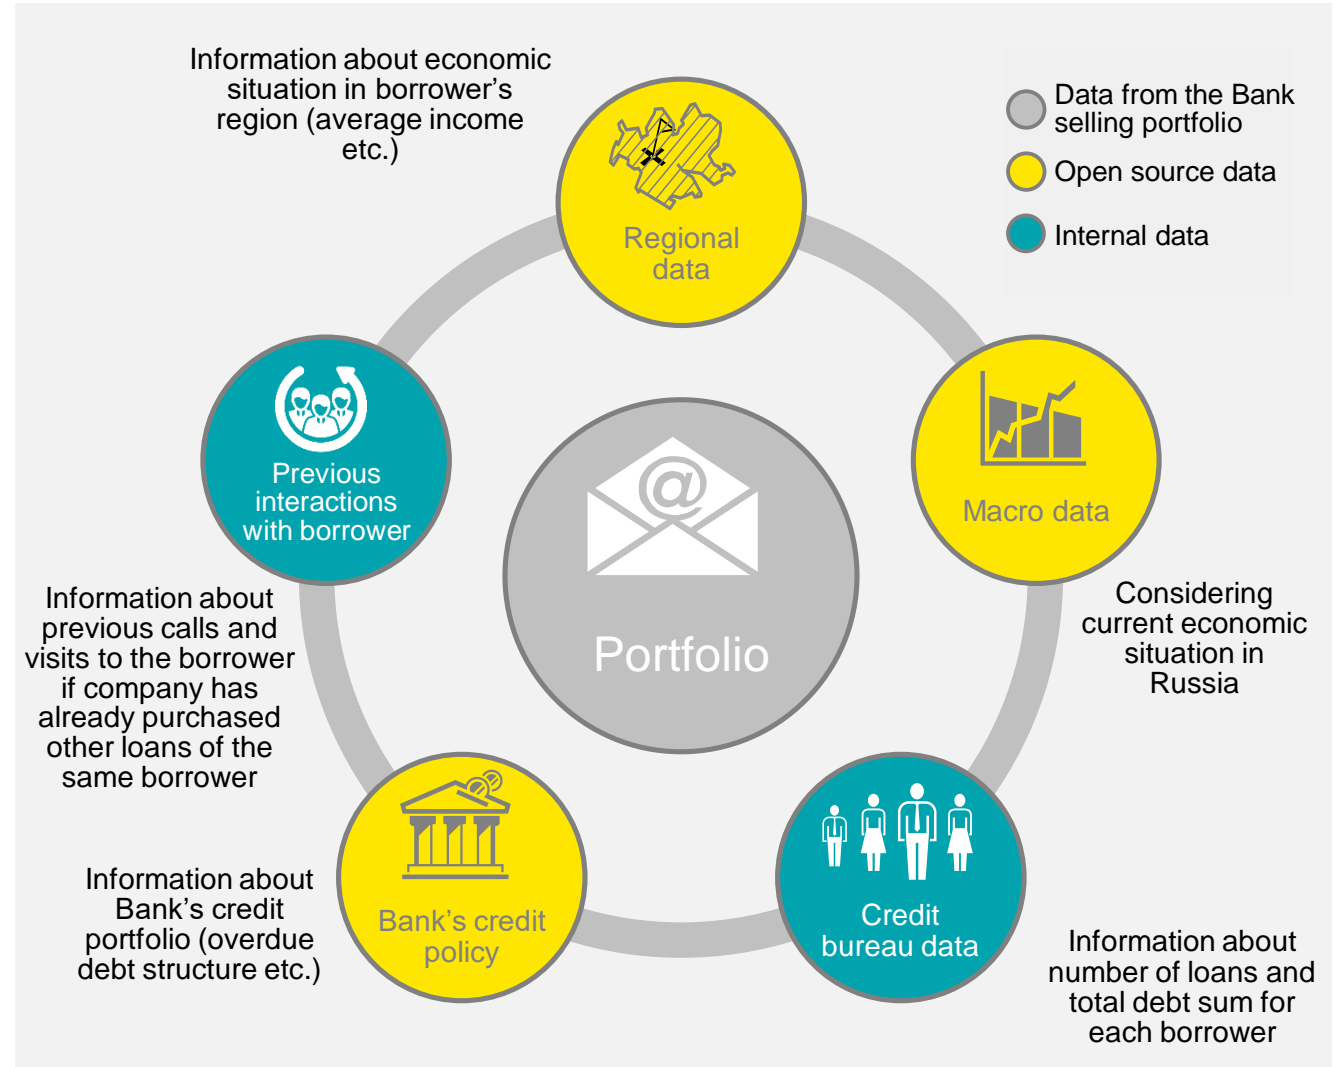 Information about economic
situation in borrower’s
region (average income
etc.)
Data from the Bank
selling portfolio
Open source data
Internal data
Regional
data
Previous
interactions
with borrower
@
Macro data
Portfolio
Information about
previous calls and
visits to the borrower
if company has
already purchased
other loans of the
same borrower
Considering
current economic
situation in
Russia
Bank’s credit
policy
Information about
Bank’s credit
portfolio (overdue
debt structure etc.)
Credit
bureau data
Information about
number of loans and
total debt sum for
each borrower